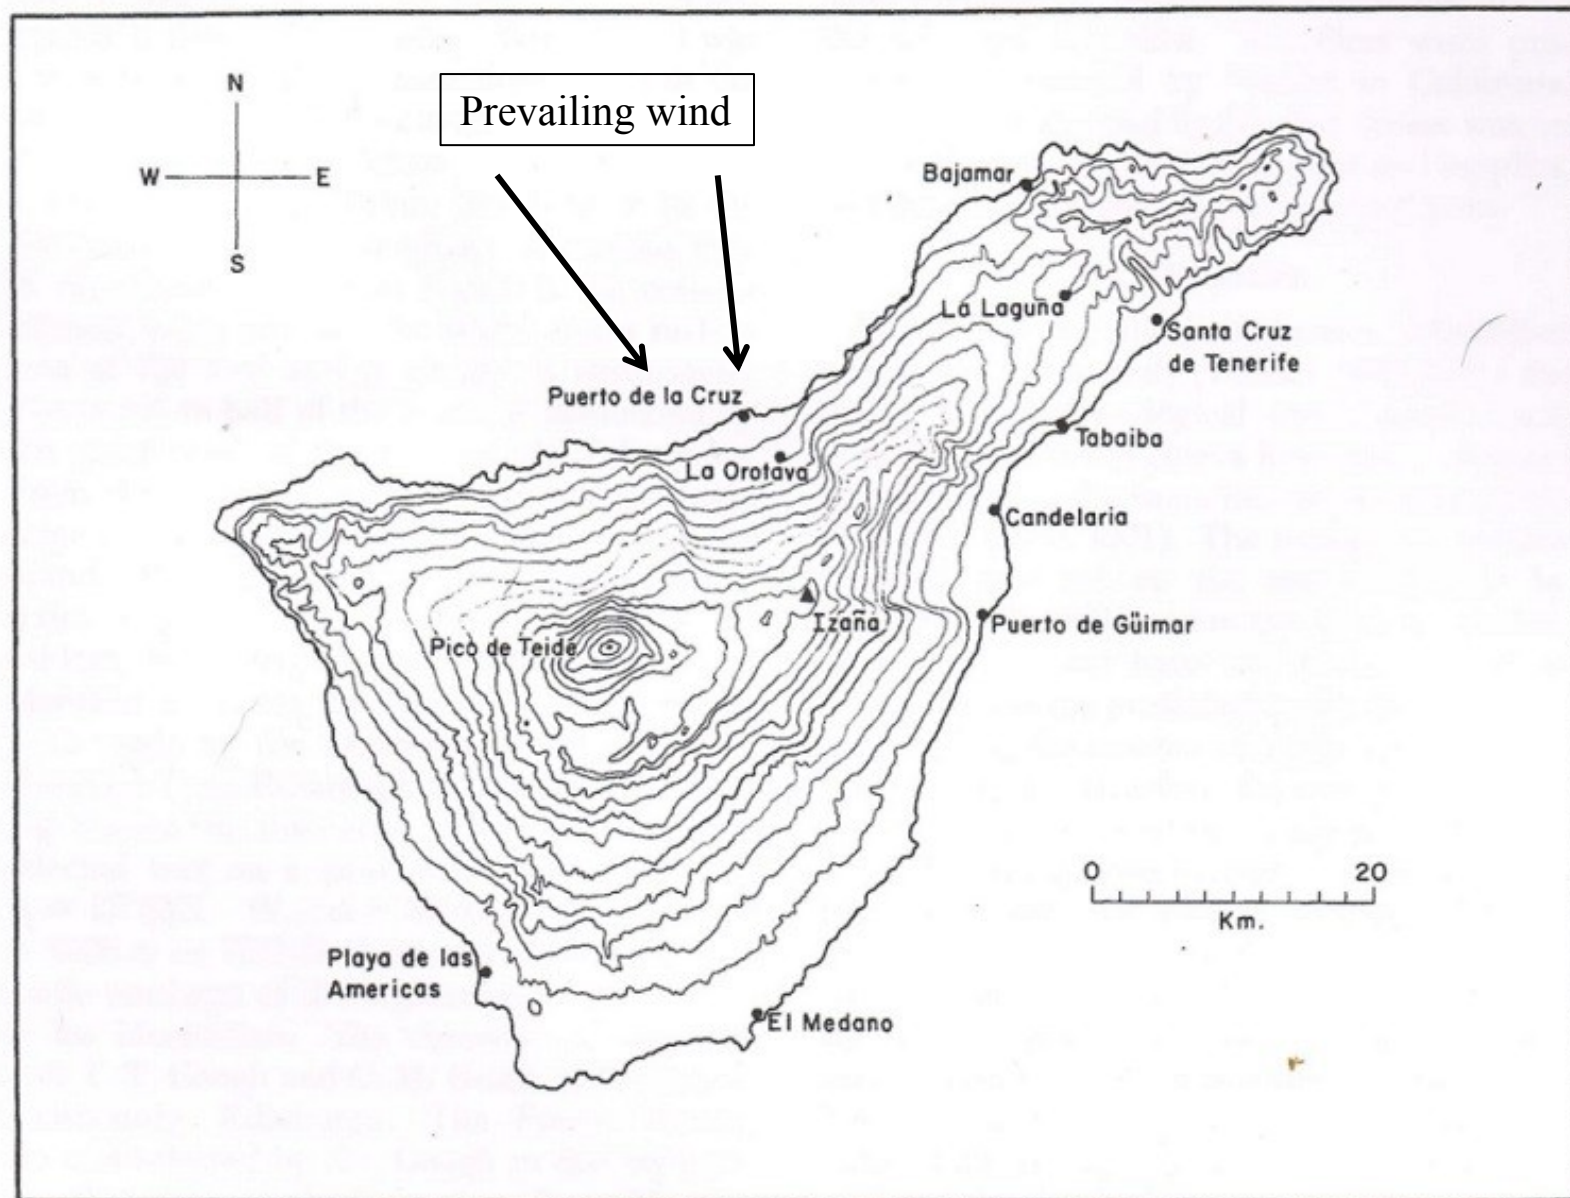 Prevailing wind
N
W
E
S
Bajamar
La Laguña
Santa Cruz
de Tenerife
Puerto de la Cruz
Tabaiba
La Orotava
Candelaria
Izaña
Puerto de Güimar
Pico de Teide
0
20
Km.
Playa de las
Americas
El Medano